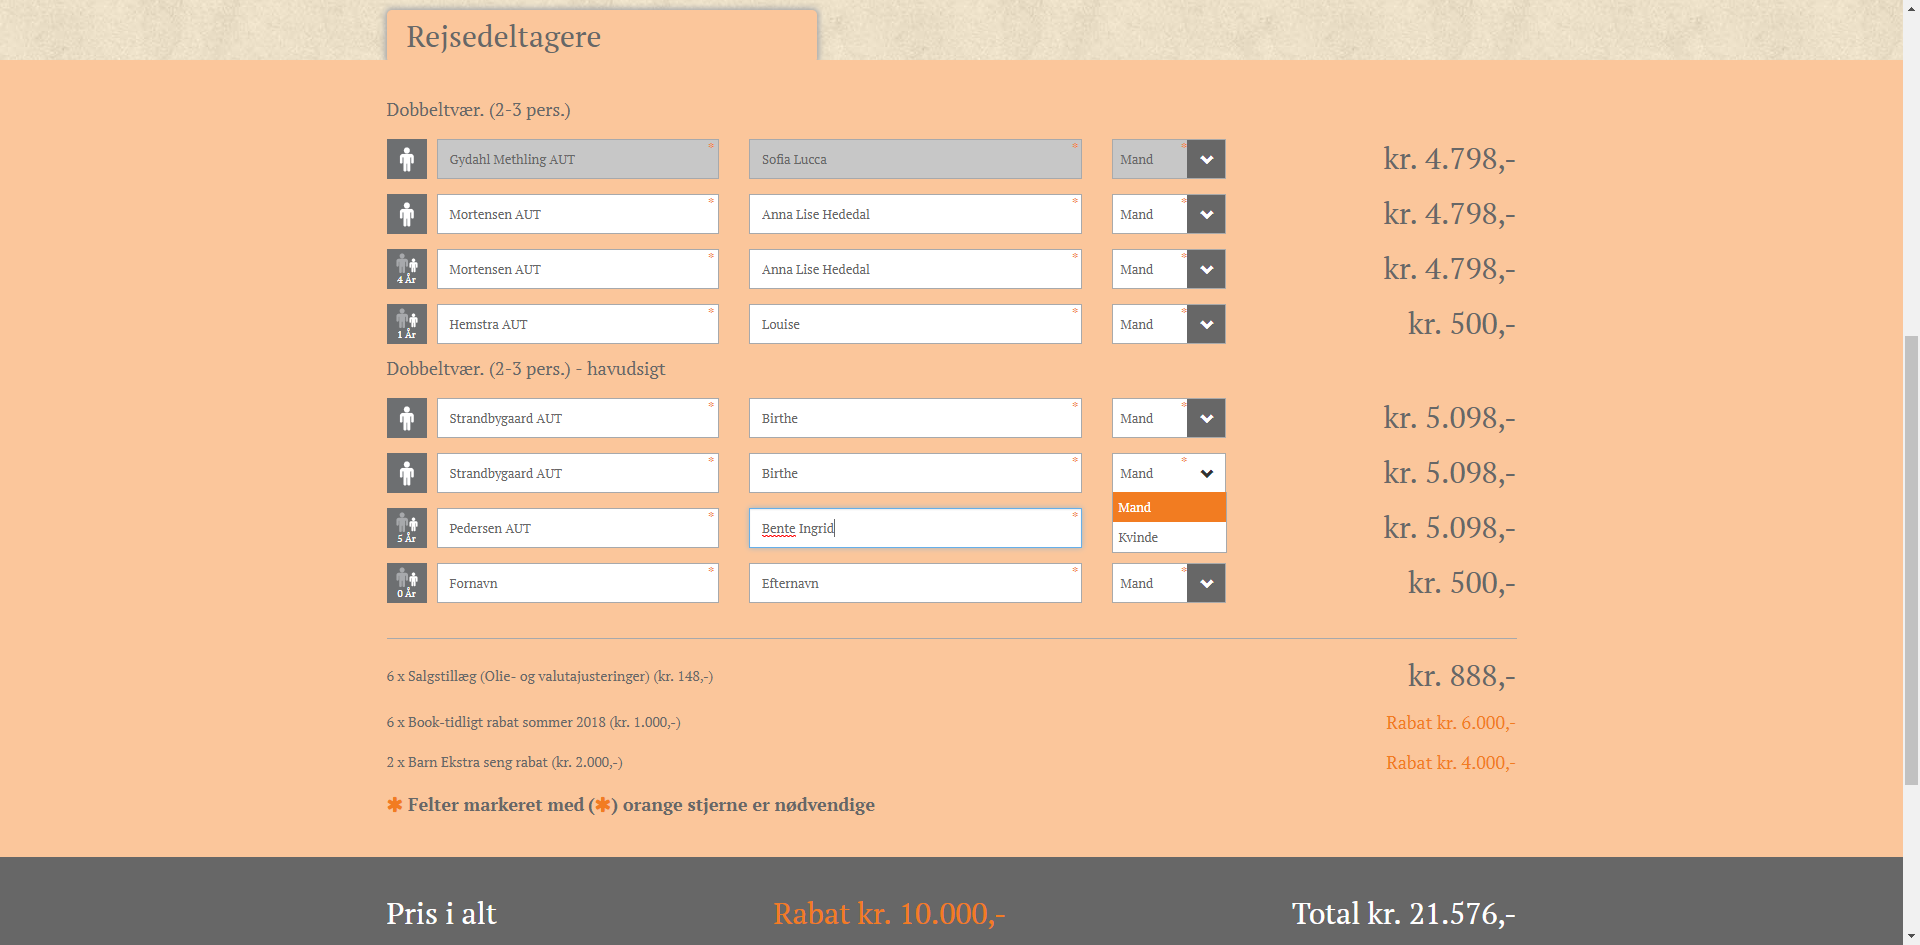 Rejsedeltagere
Dobbeltvær. (2-3 pers.)
Gydahl Methling AUT * Sofia Lucca * Mand * kr. 4.798,-
Mortensen AUT * Anna Lise Hededal * Mand * kr. 4.798,-
4 År Mortensen AUT * Anna Lise Hededal * Mand * kr. 4.798,-
1 År Hemstra AUT * Louise * Mand * kr. 500,-
Dobbeltvær. (2-3 pers.) - havudsigt
Strandbygaard AUT * Birthe * Mand * kr. 5.098,-
Strandbygaard AUT * Birthe * Mand * kr. 5.098,-
Mand
5 År Pedersen AUT * Bente Ingrid * kr. 5.098,-
Kvinde
0 År Fornavn * Efternavn * Mand * kr. 500,-
6 x Salgstillæg (Olie- og valutajusteringer) (kr. 148,-) kr. 888,-
6 x Book-tidligt rabat sommer 2018 (kr. 1.000,-) Rabat kr. 6.000,-
2 x Barn Ekstra seng rabat (kr. 2.000,-) Rabat kr. 4.000,-
✱ Felter markeret med (✱) orange stjerne er nødvendige
Pris i alt Rabat kr. 10.000,- Total kr. 21.576,-